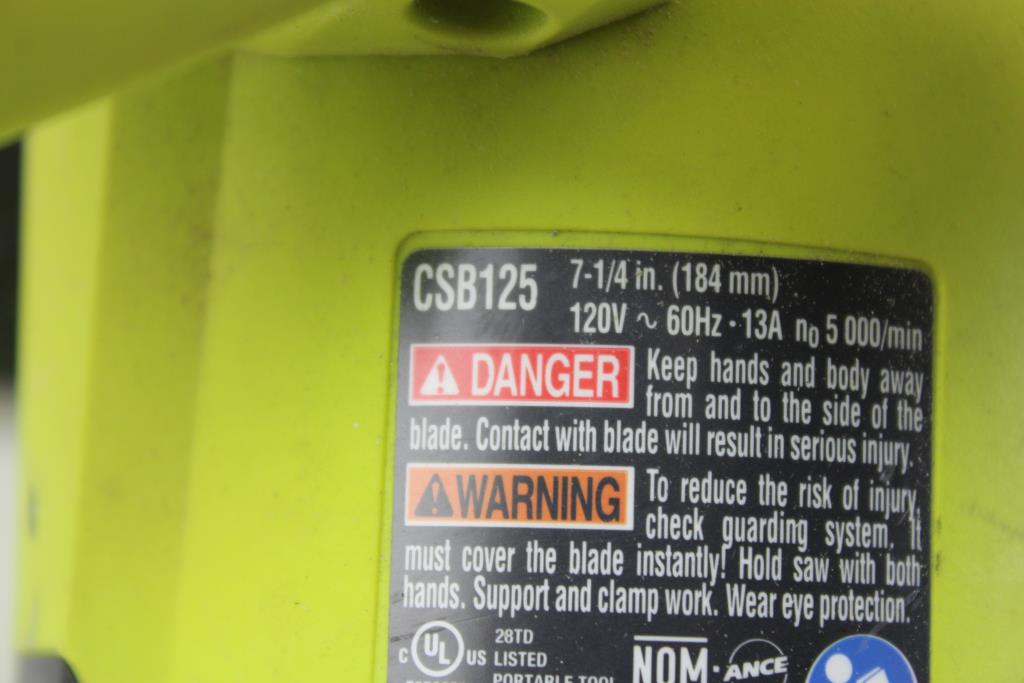 CSB125
7-1/4 in. (184 mm)
120V ~ 60Hz · 13A n0 5 000/min
DANGER
Keep hands and body away
from and to the side of the
blade. Contact with blade will result in serious injury.
WARNING
To reduce the risk of injury,
check guarding system. It
must cover the blade instantly! Hold saw with both
hands. Support and clamp work. Wear eye protection.
C UL US
28TD
LISTED
PORTABLE TOOL
NOM · ANCE